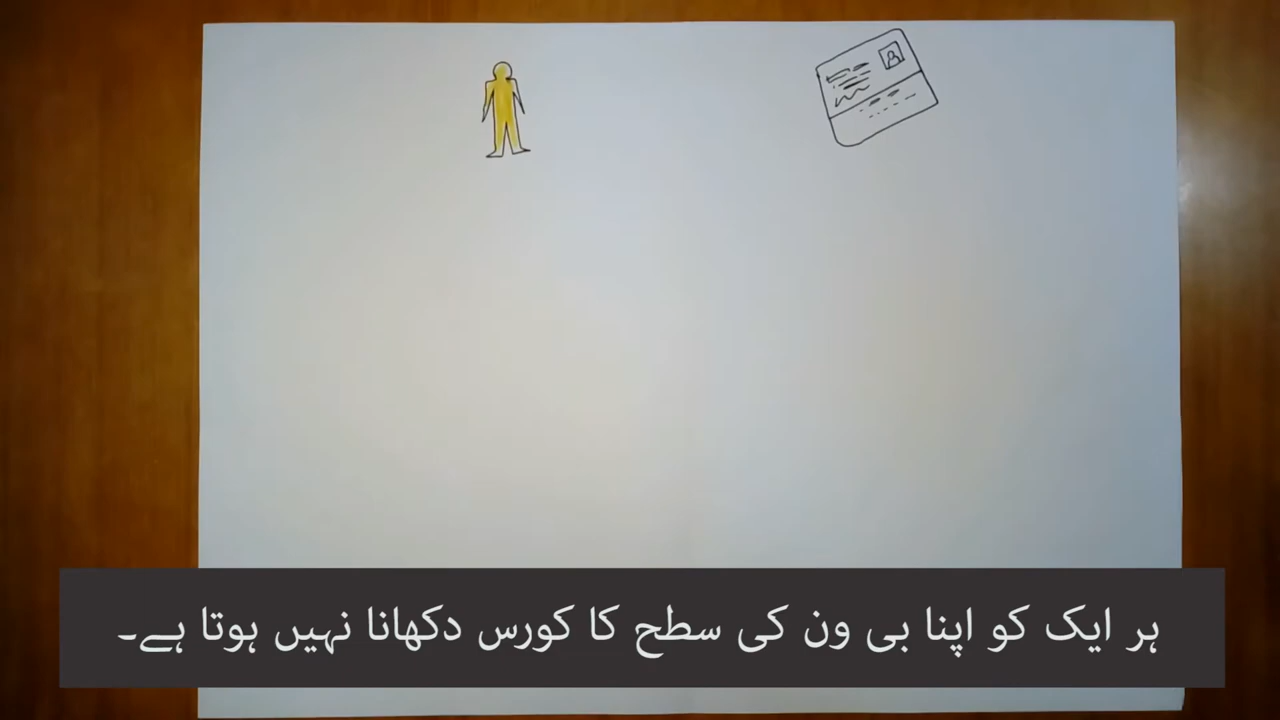 ہر ایک کو اپنا بی ون کی سطح کا کورس دکھانا نہیں ہوتا ہے۔